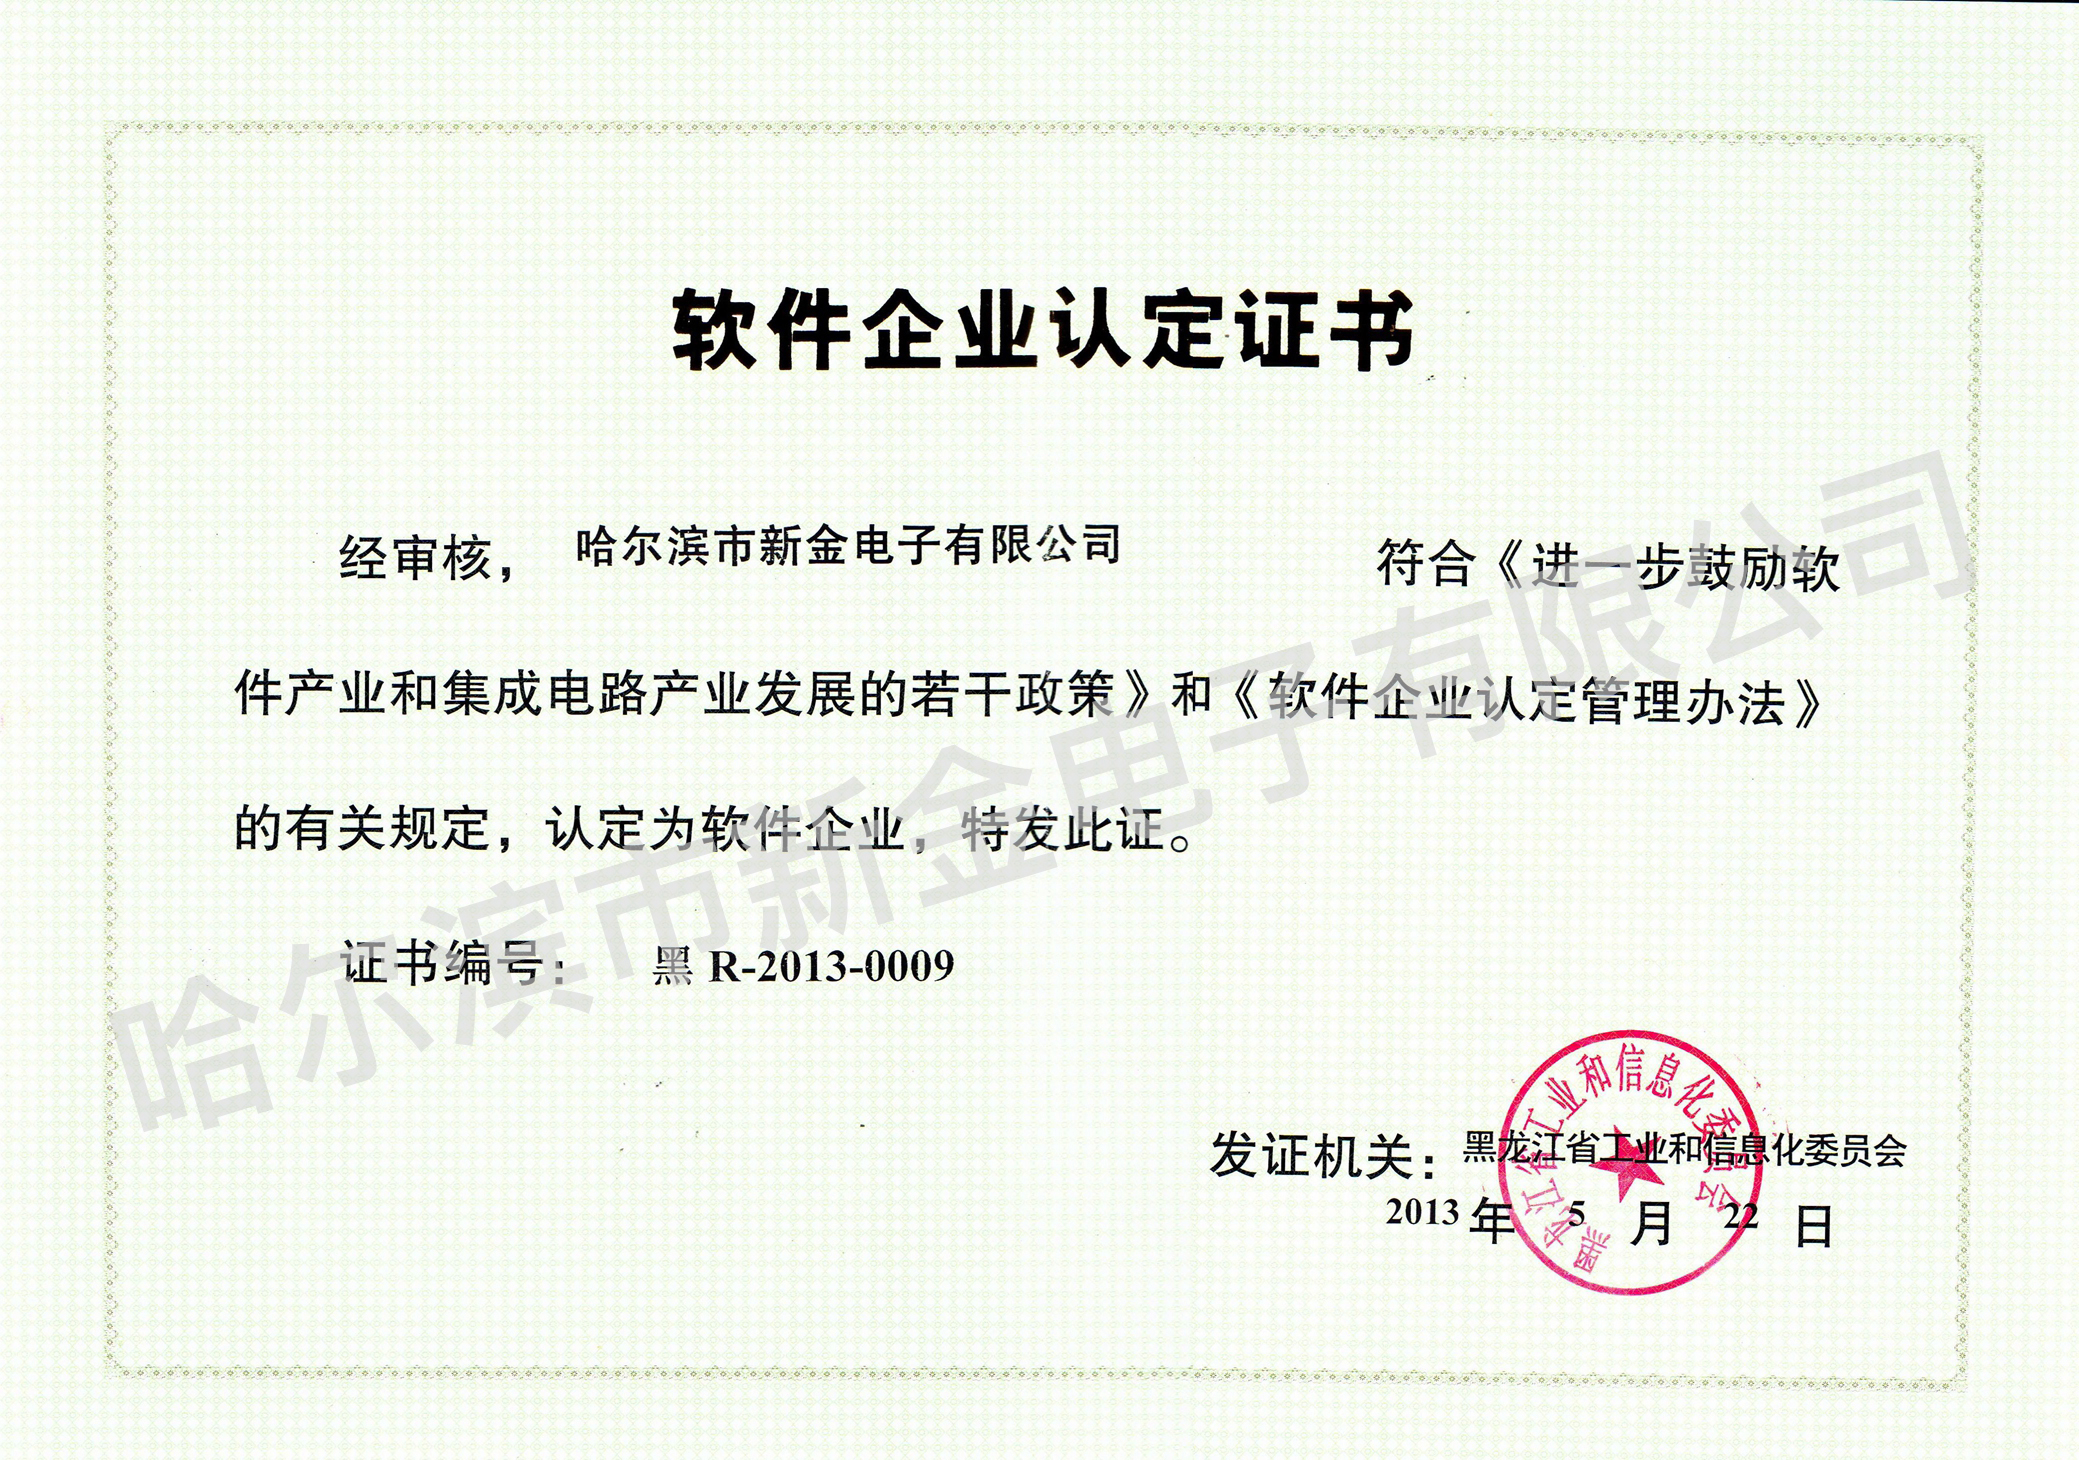 软件企业认定证书
经审核， 哈尔滨市新金电子有限公司 符合《进一步鼓励软
件产业和集成电路产业发展的若干政策》和《软件企业认定管理办法》
的有关规定，认定为软件企业，特发此证。
证书编号： 黑 R-2013-0009
发证机关：黑龙江省工业和信息化委员会
2013 年 5 月 22 日
黑龙江省工业和信息化委员会
哈尔滨市新金电子有限公司